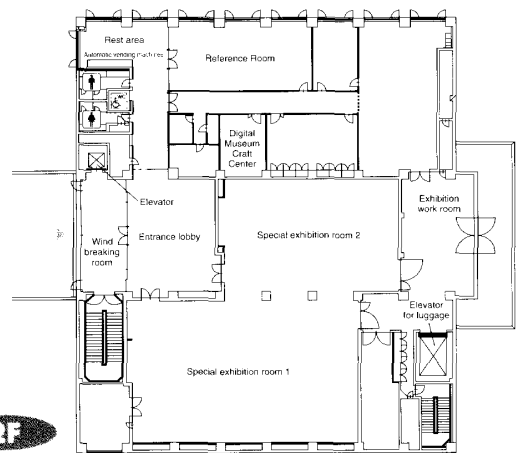 Rest area
Automatic vending machines
Reference Room
WC
Digital
Museum
Craft
Center
Elevator
Exhibition
work room
Entrance lobby
Special exhibition room 2
Wind
breaking
room
Elevator
for luggage
Special exhibition room 1